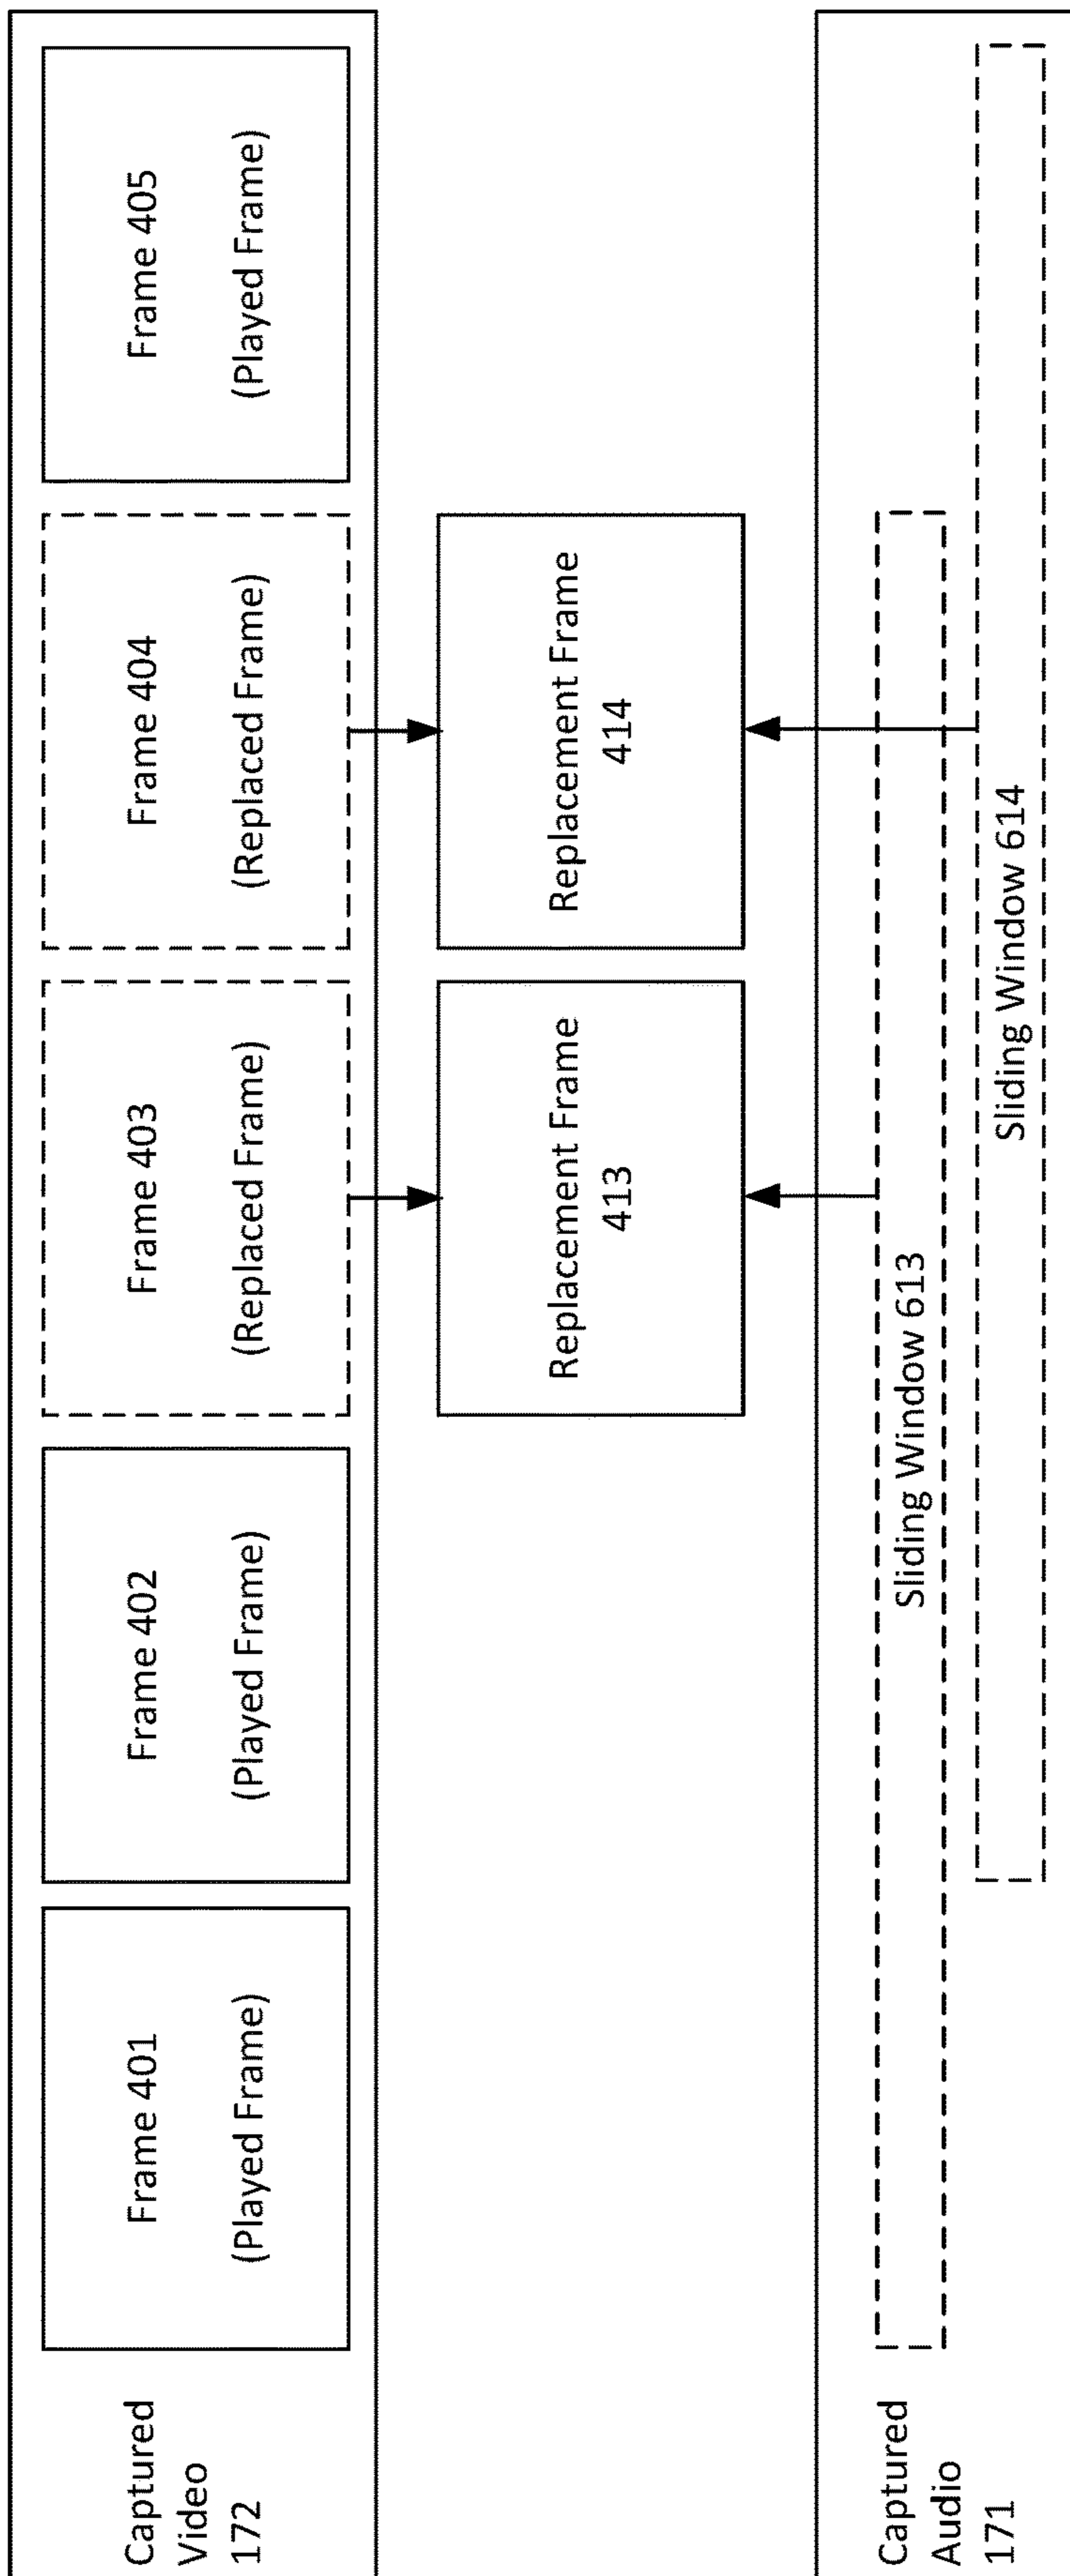 Captured
Video
172
Frame 401
(Played Frame)
Frame 402
(Played Frame)
Frame 403
(Replaced Frame)
Frame 404
(Replaced Frame)
Frame 405
(Played Frame)
Replacement Frame
413
Replacement Frame
414
Captured
Audio
171
Sliding Window 613
Sliding Window 614